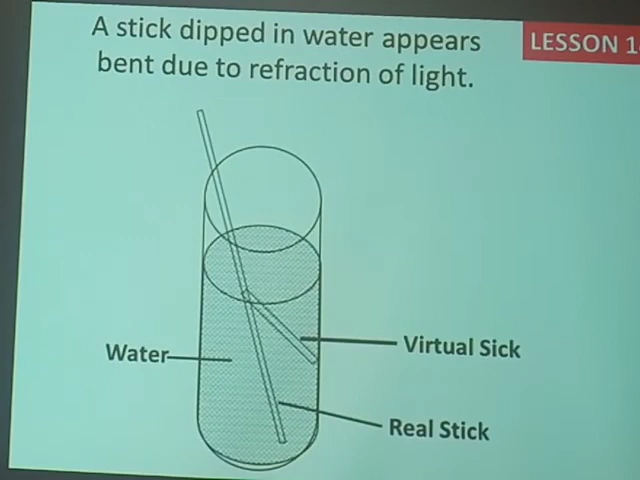 A stick dipped in water appears
bent due to refraction of light.
LESSON 1
Virtual Sick
Water
Real Stick